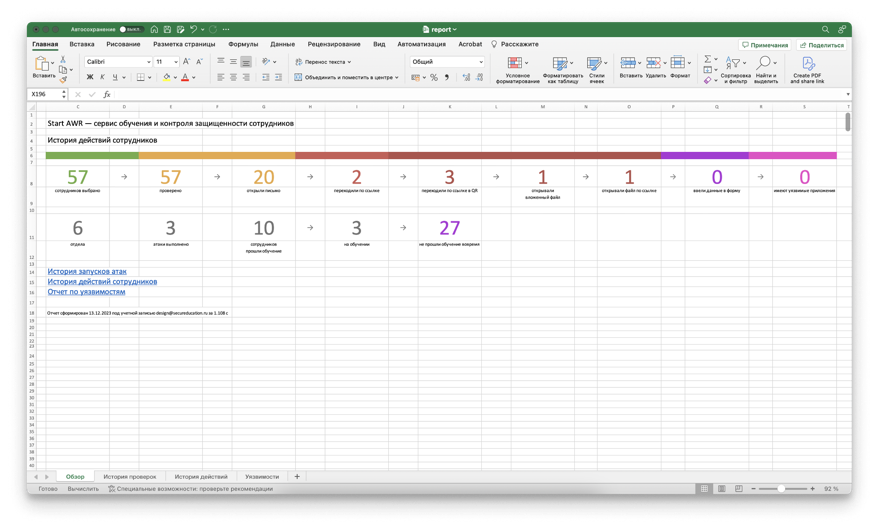 Автосохранение ВЫКЛ. report
Главная Вставка Рисование Разметка страницы Формулы Данные Рецензирование Вид Автоматизация Acrobat Расскажите Примечания Поделиться
Вставить Calibri 11 Перенос текста Общий
Ж К Ч Объединить и поместить в центре
Условное форматирование Форматировать как таблицу Стили ячеек Вставить Удалить Формат Сортировка и фильтр Найти и выделить Create PDF and share link
X196 fx
C D E F G H I J K L M N O P Q R S T
Start AWR — сервис обучения и контроля защищенности сотрудников
История действий сотрудников
57 → 57 → 20 → 2 → 3 → 1 → 1 → 0 → 0
сотрудников выбрано проверено открыли письмо переходили по ссылке переходили по ссылке в QR открывали вложенный файл открывали файл по ссылке ввели данные в форму имеют уязвимые приложения
6 3 10 → 3 → 27
отдела атаки выполнено сотрудников прошли обучение на обучении не прошли обучение вовремя
История запусков атак
История действий сотрудников
Отчет по уязвимостям
Отчет сформирован 13.12.2023 под учетной записью design@secureducation.ru за 1.108 с
Обзор История проверок История действий Уязвимости +
Готово Вычислить Специальные возможности: проверьте рекомендации 92 %